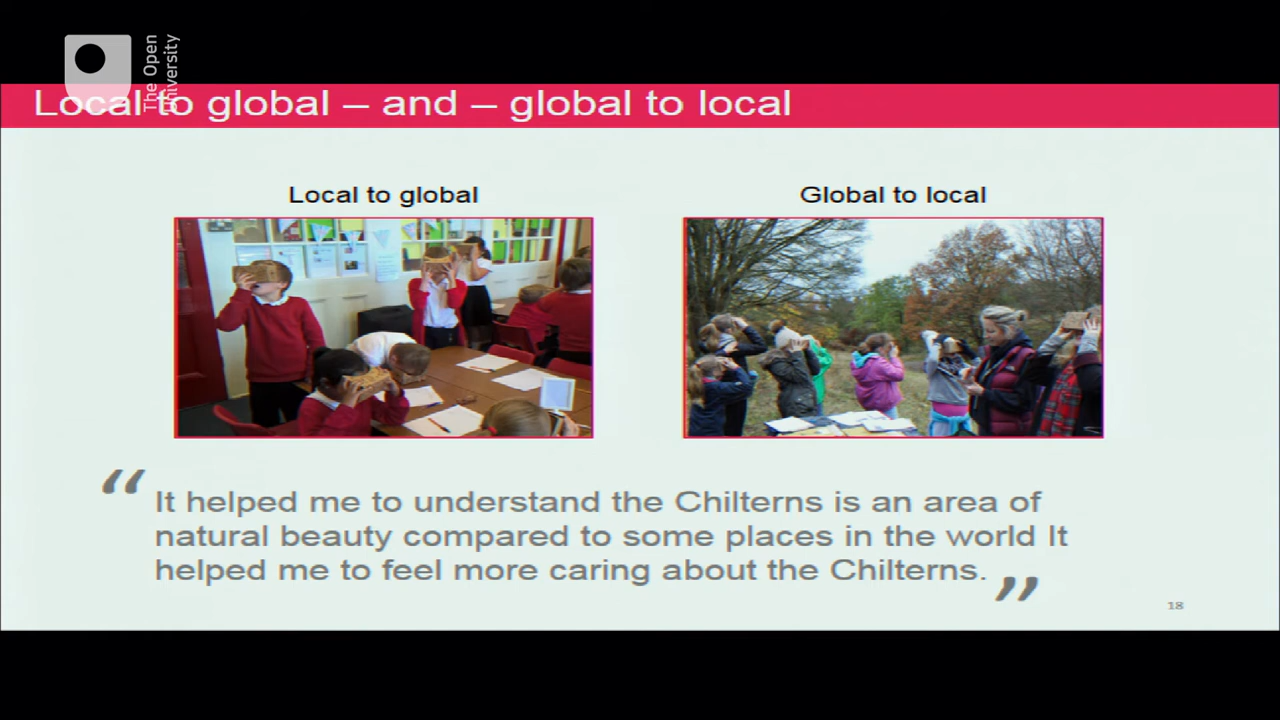 The Open
University
Local to global – and – global to local
Local to global
Global to local
“ It helped me to understand the Chilterns is an area of
natural beauty compared to some places in the world It
helped me to feel more caring about the Chilterns. ”
18